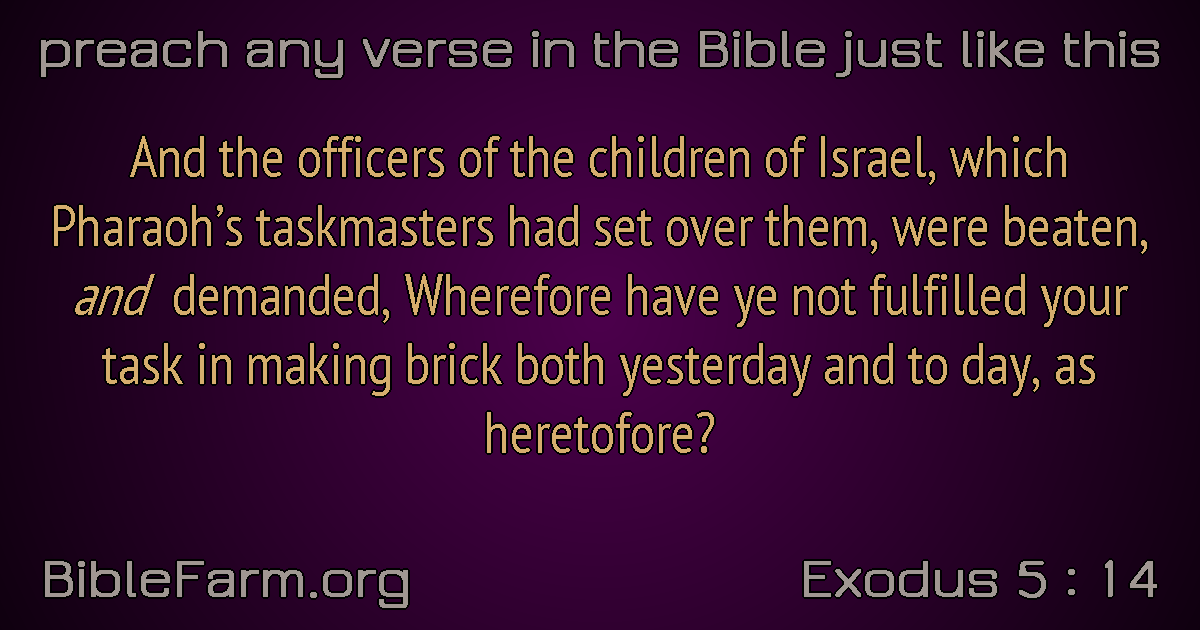 preach any verse in the Bible just like this
And the officers of the children of Israel, which
Pharaoh’s taskmasters had set over them, were beaten,
and demanded, Wherefore have ye not fulfilled your
task in making brick both yesterday and to day, as
heretofore?
BibleFarm.org
Exodus 5 : 14